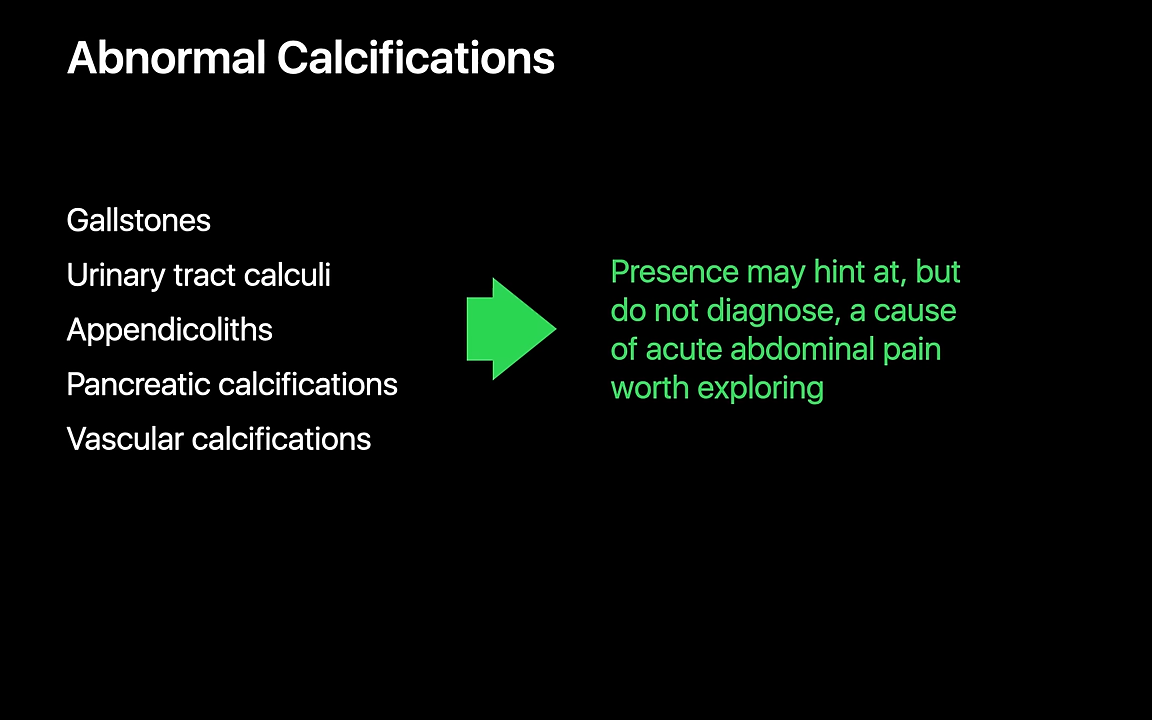 Abnormal Calcifications
Gallstones
Urinary tract calculi
Appendicoliths
Pancreatic calcifications
Vascular calcifications
Presence may hint at, but
do not diagnose, a cause
of acute abdominal pain
worth exploring